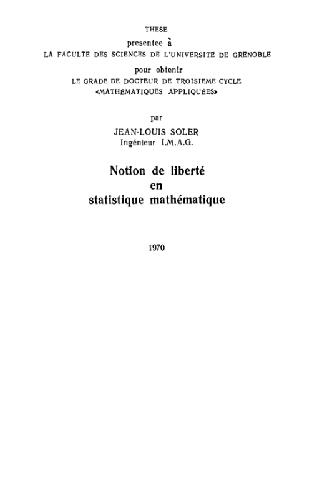 THESE
presentee à
LA FACULTE DES SCIENCES DE L'UNIVERSITE DE GRENOBLE
pour obtenir
LE GRADE DE DOCTEUR DE TROISIEME CYCLE
«MATHEMATIQUES APPLIQUEES»
par
JEAN-LOUIS SOLER
Ingénieur I.M.A.G.
Notion de liberté
en
statistique mathématique
1970